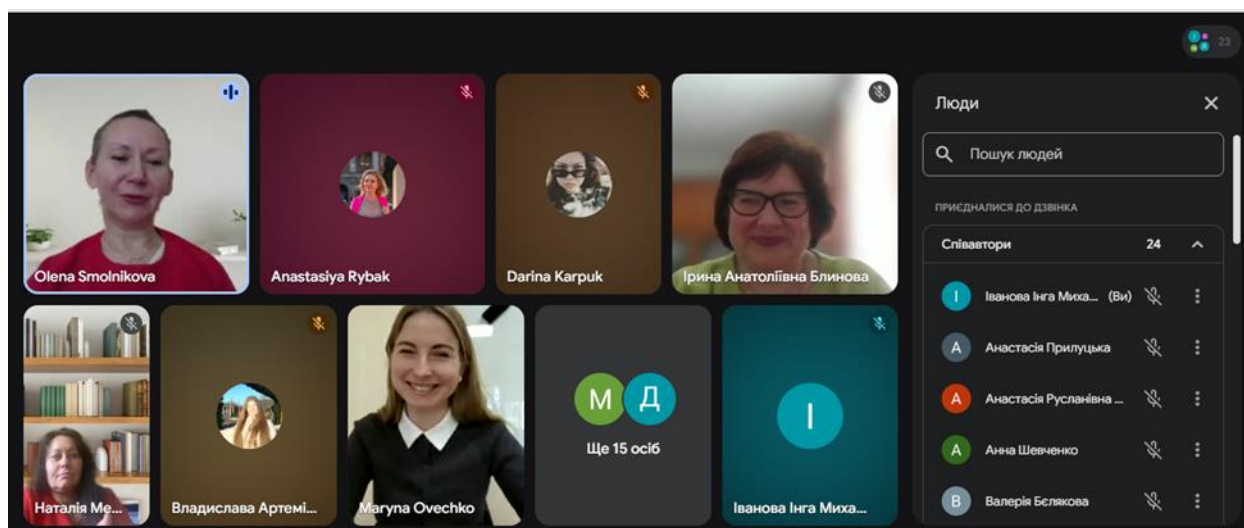 23
Olena Smolnikova
Anastasiya Rybak
Darina Karpuk
Ірина Анатоліївна Блинова
Наталія Ме...
Владислава Артемі...
Maryna Ovechko
М Д
Ще 15 осіб
І
Іванова Інга Миха...
Люди
Пошук людей
ПРИЄДНАЛИСЯ ДО ДЗВІНКА
Співавтори 24
І Іванова Інга Миха... (Ви)
А Анастасія Прилуцька
А Анастасія Русланівна ...
А Анна Шевченко
В Валерія Бєлякова